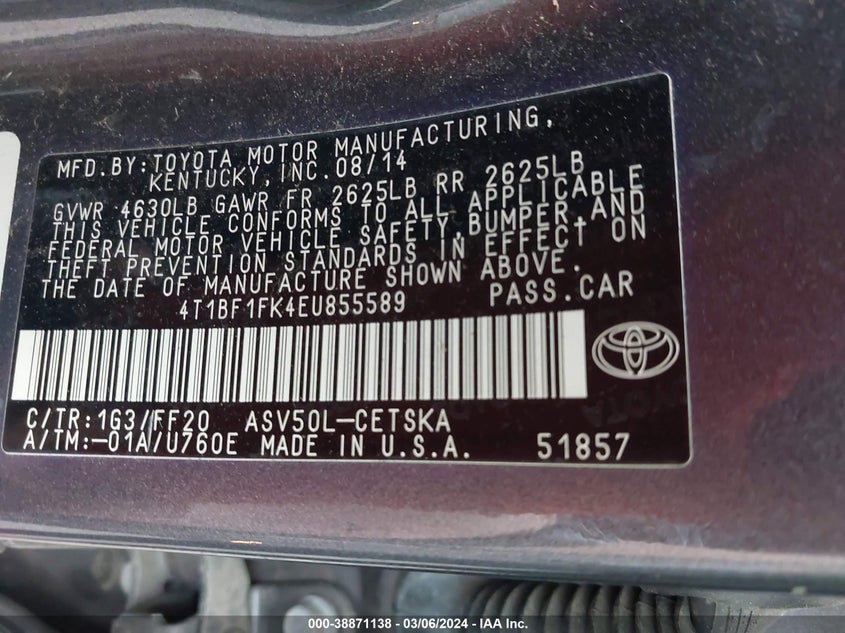 MFD.BY:TOYOTA MOTOR MANUFACTURING,
KENTUCKY,INC.08/14
GVWR 4630LB GAWR FR 2625LB RR 2625LB
THIS VEHICLE CONFORMS TO ALL APPLICABLE
FEDERAL MOTOR VEHICLE SAFETY,BUMPER,AND
THEFT PREVENTION STANDARDS IN EFFECT ON
THE DATE OF MANUFACTURE SHOWN ABOVE.
4T1BF1FK4EU855589 PASS.CAR
C/TR:1G3/FF20 ASV50L-CETSKA
A/TM:-01A/U760E MADE IN U.S.A. 51857
000-38871138 - 03/06/2024 - © IAA Inc.